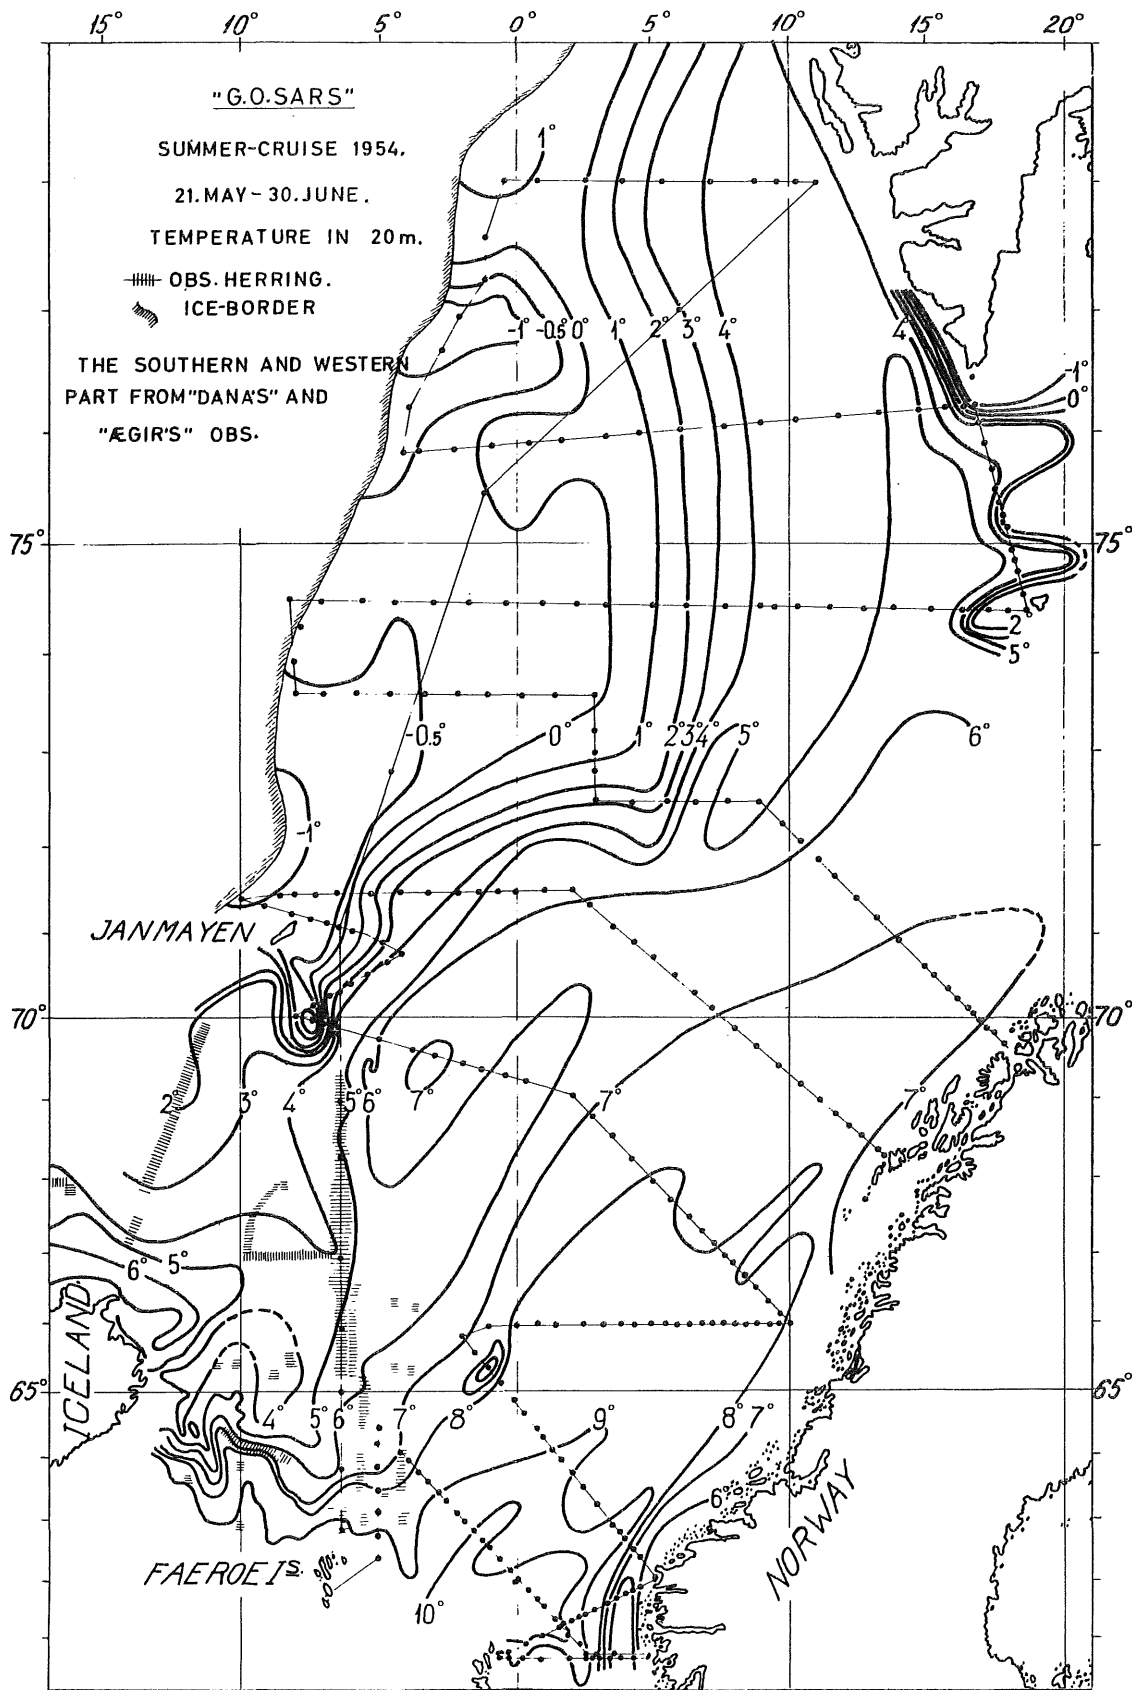 15° 10° 5° 0° 5° 10° 15° 20°
"G.O.SARS"
SUMMER-CRUISE 1954.
21.MAY-30.JUNE.
TEMPERATURE IN 20m.
OBS.HERRING.
ICE-BORDER
THE SOUTHERN AND WESTERN
PART FROM "DANA'S" AND
"ÆGIR'S" OBS.
1°
-1° -0.5° 0° 1° 2° 3° 4° 4°
-1°
0°
75° 75°
2
5°
-0.5° 0° 1° 2° 3° 4° 5° 6°
-1°
JAN MAYEN
70° 70°
2° 3° 4° 5° 6° 7° 7° 7°
5°
6°
ICELAND
65° 65°
4° 5° 6° 7° 8° 9° 8° 7°
6°
NORWAY
FAEROE IS.
10°